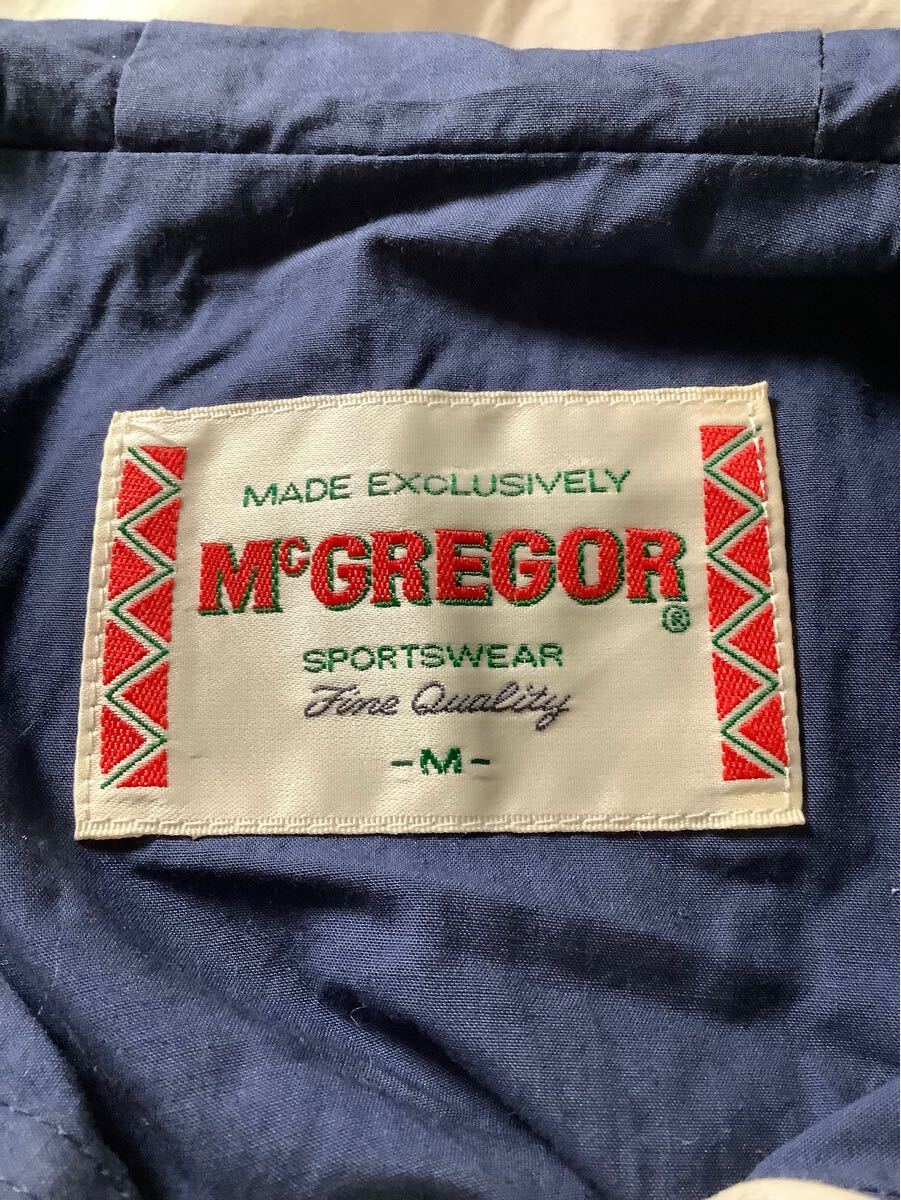 MADE EXCLUSIVELY
McGREGOR®
SPORTSWEAR
Fine Quality
-M-